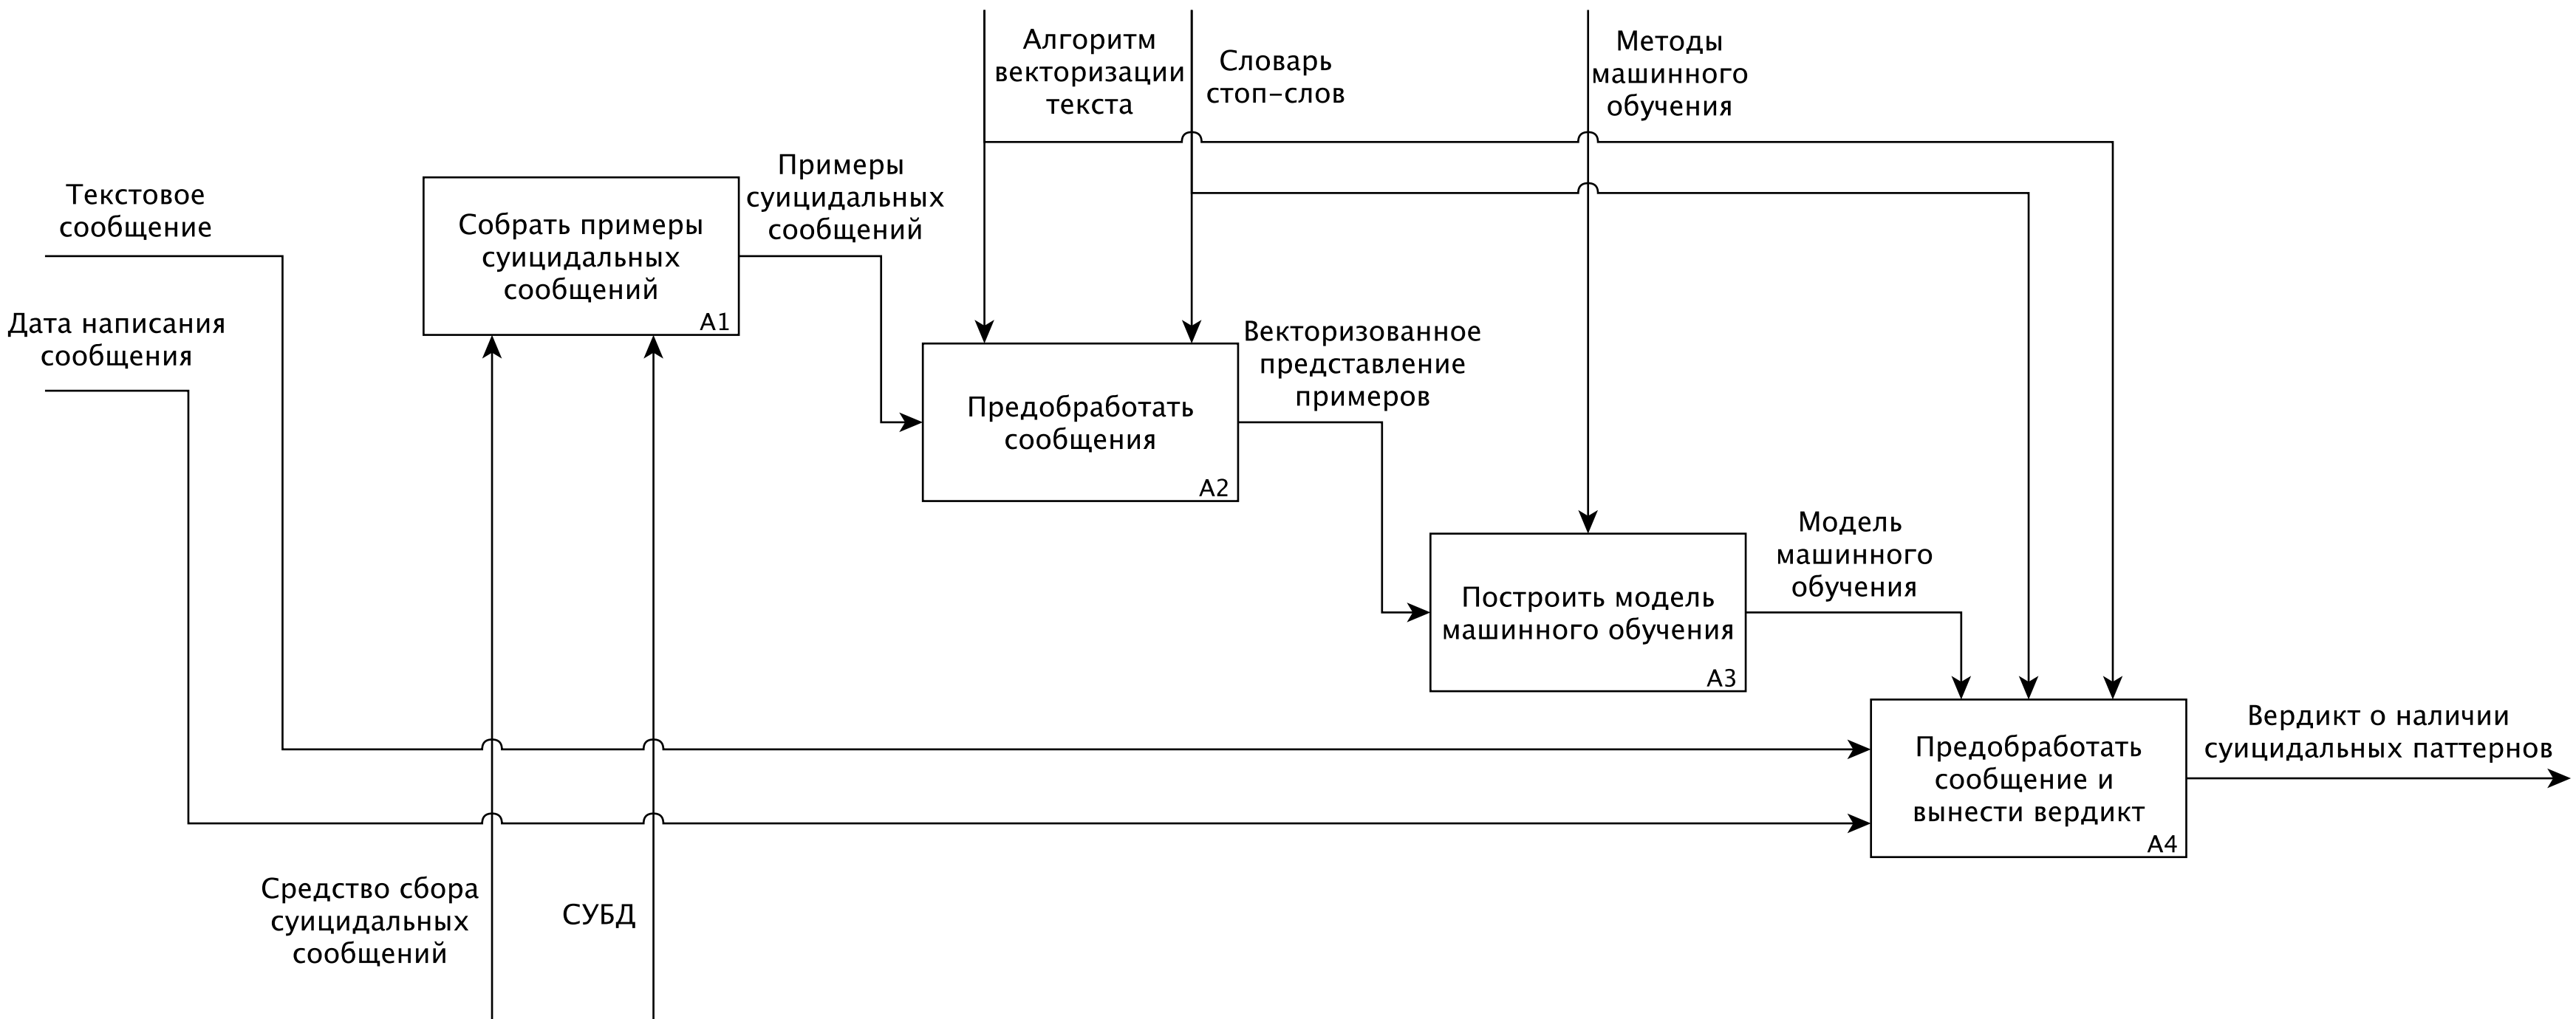 Алгоритм
векторизации
текста
Словарь
стоп-слов
Методы
машинного
обучения
Текстовое
сообщение
Дата написания
сообщения
Собрать примеры
суицидальных
сообщений
A1
Примеры
суицидальных
сообщений
Предобработать
сообщения
A2
Векторизованное
представление
примеров
Построить модель
машинного обучения
A3
Модель
машинного
обучения
Предобработать
сообщение и
вынести вердикт
A4
Вердикт о наличии
суицидальных паттернов
Средство сбора
суицидальных
сообщений
СУБД